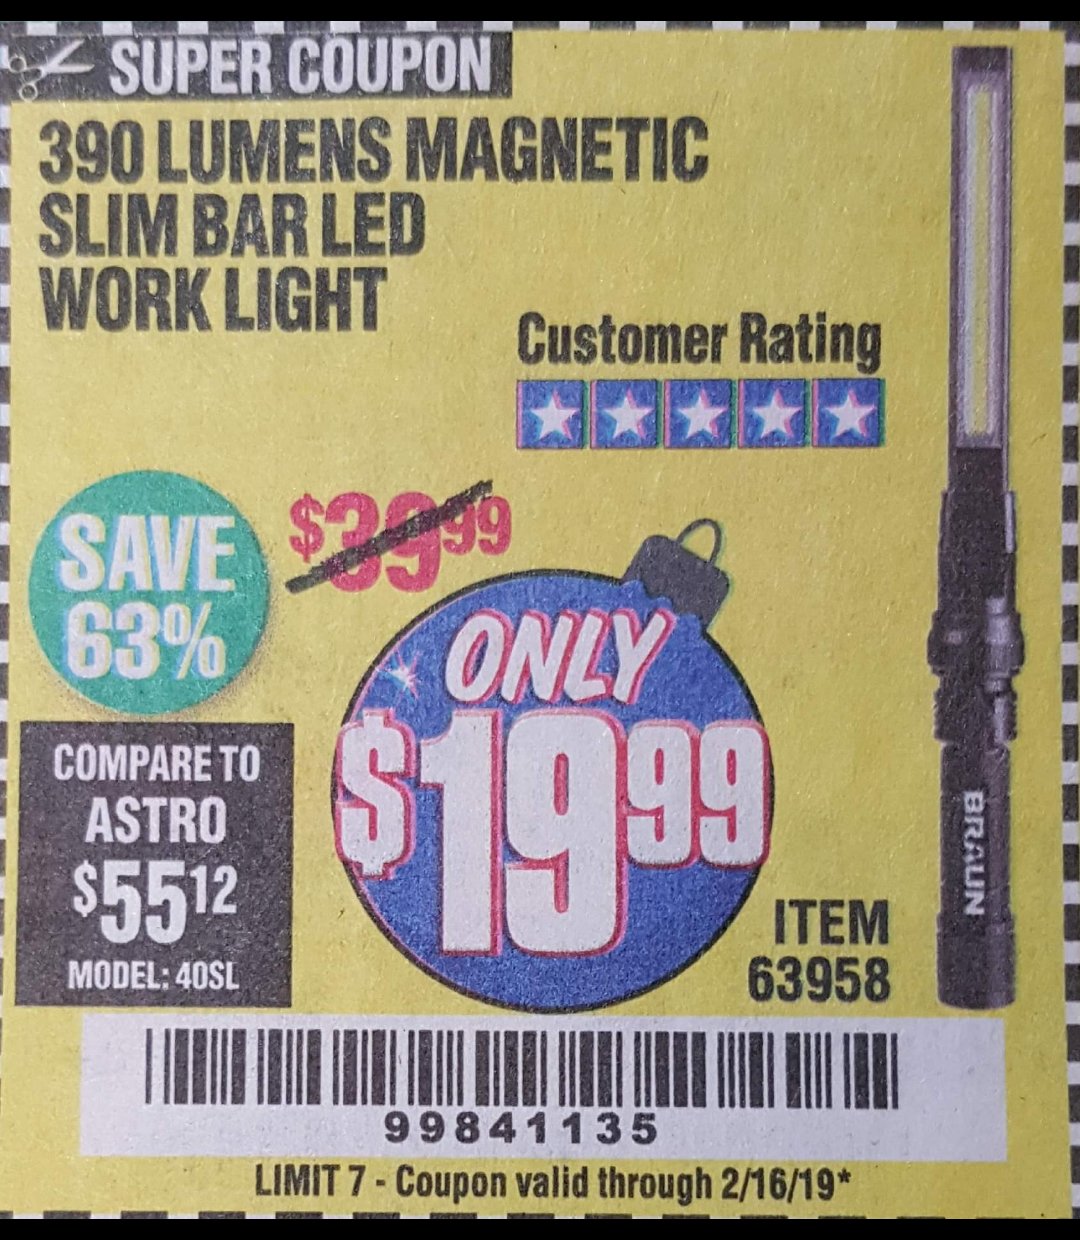 SUPER COUPON
390 LUMENS MAGNETIC
SLIM BAR LED
WORK LIGHT
Customer Rating
SAVE
63%
$39.99
ONLY
$19.99
COMPARE TO
ASTRO
$55.12
MODEL: 40SL
BRAUN
ITEM
63958
99841135
LIMIT 7 - Coupon valid through 2/16/19*